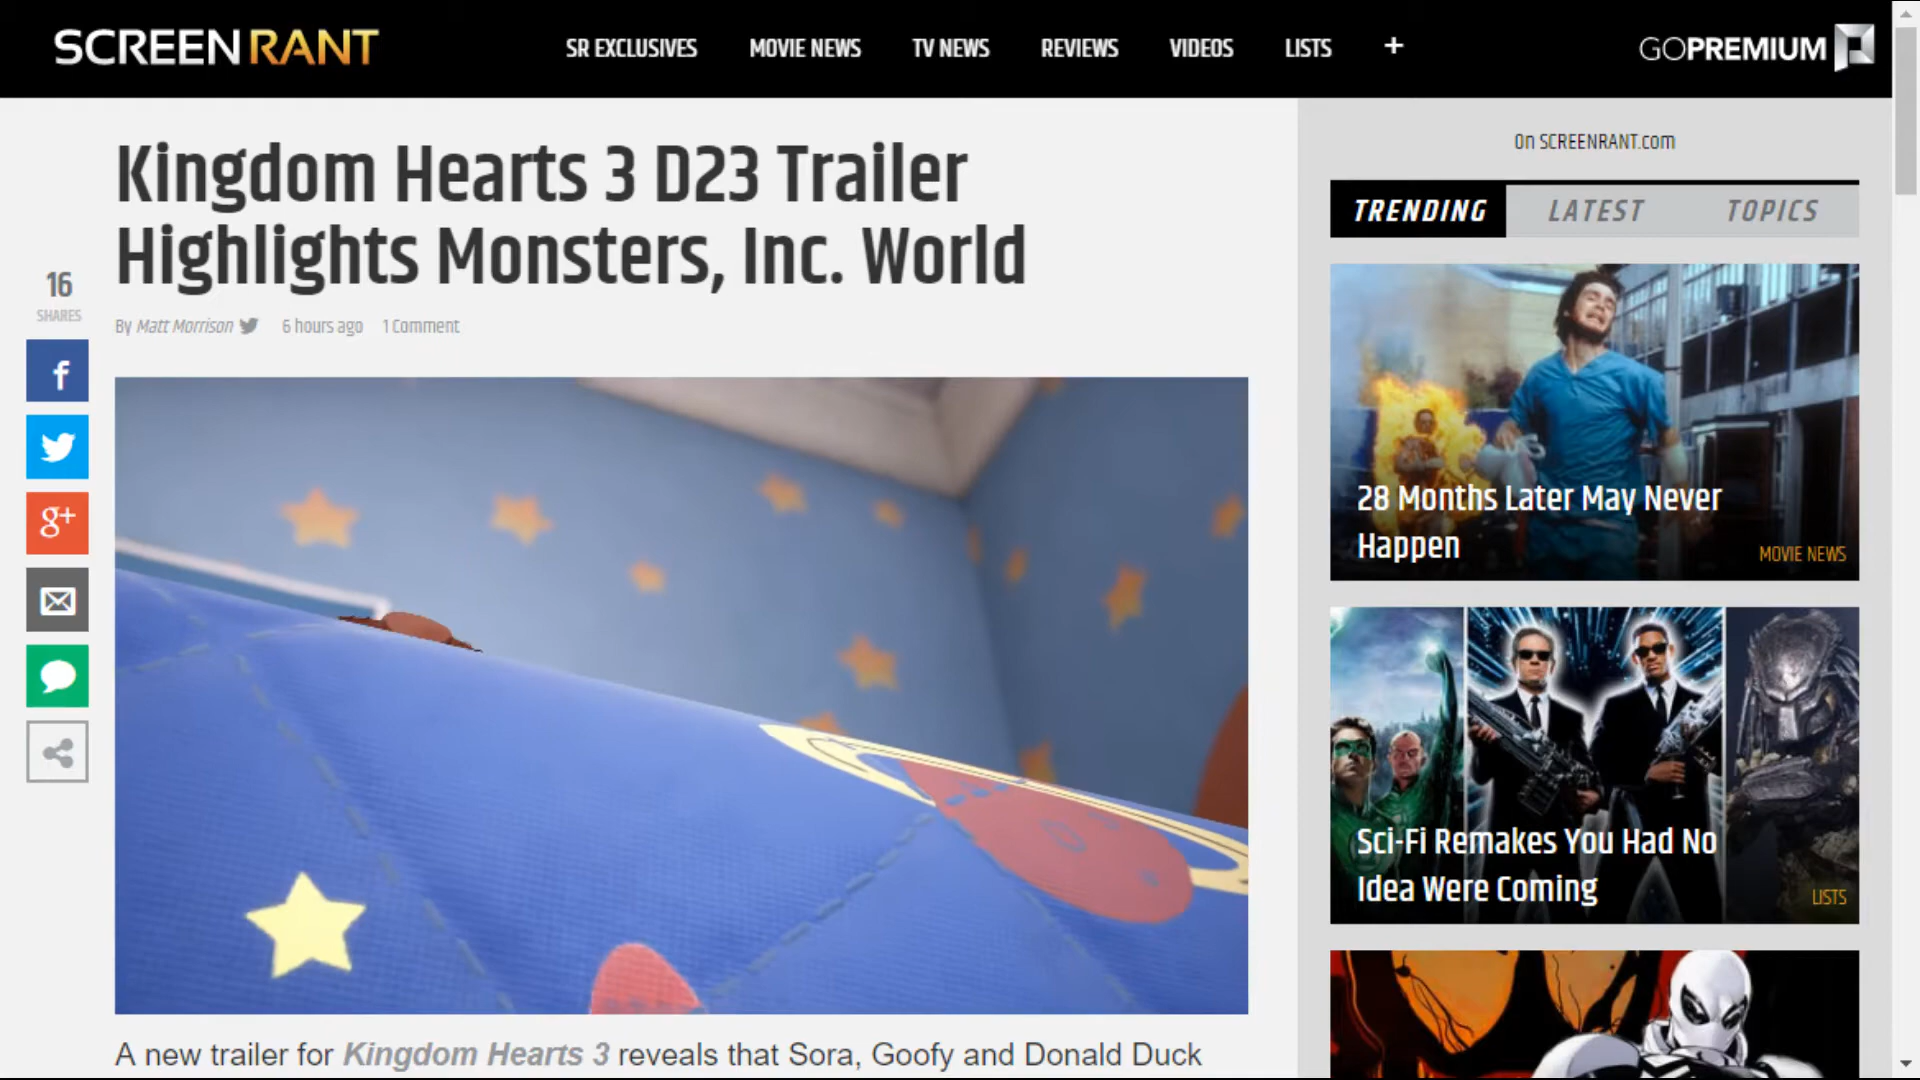 SCREENRANT
SR EXCLUSIVES MOVIE NEWS TV NEWS REVIEWS VIDEOS LISTS +
GOPREMIUM
Kingdom Hearts 3 D23 Trailer
Highlights Monsters, Inc. World
By Matt Morrison 6 hours ago 1 Comment
16
SHARES
f
g+
A new trailer for Kingdom Hearts 3 reveals that Sora, Goofy and Donald Duck
On SCREENRANT.com
TRENDING LATEST TOPICS
28 Months Later May Never
Happen
MOVIE NEWS
Sci-Fi Remakes You Had No
Idea Were Coming
LISTS